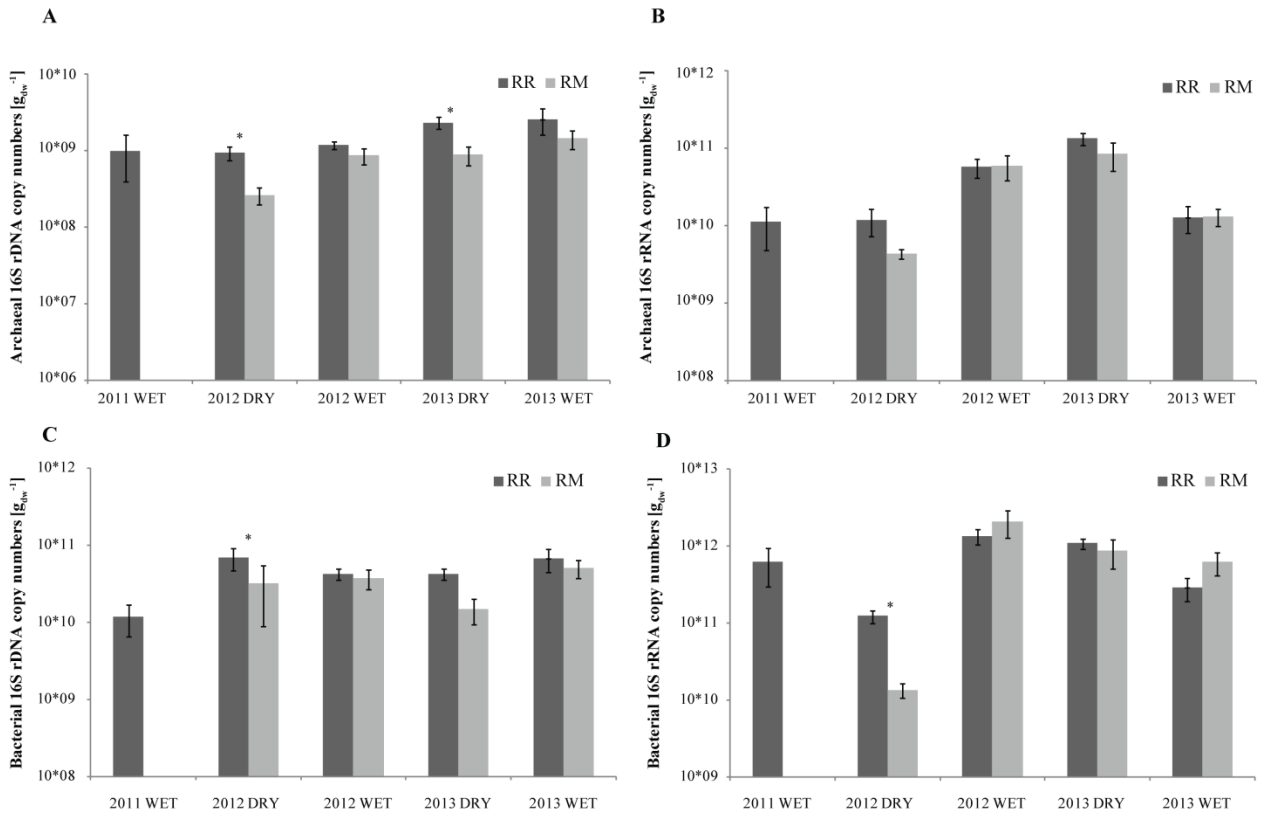 A
Archaeal 16S rDNA copy numbers [g_dw^-1]
10*10
10*09
10*08
10*07
10*06
RR RM
*
*
2011 WET 2012 DRY 2012 WET 2013 DRY 2013 WET
B
Archaeal 16S rRNA copy numbers [g_dw^-1]
10*12
10*11
10*10
10*09
10*08
RR RM
2011 WET 2012 DRY 2012 WET 2013 DRY 2013 WET
C
Bacterial 16S rDNA copy numbers [g_dw^-1]
10*12
10*11
10*10
10*09
10*08
RR RM
*
2011 WET 2012 DRY 2012 WET 2013 DRY 2013 WET
D
Bacterial 16S rRNA copy numbers [g_dw^-1]
10*13
10*12
10*11
10*10
10*09
RR RM
*
2011 WET 2012 DRY 2012 WET 2013 DRY 2013 WET